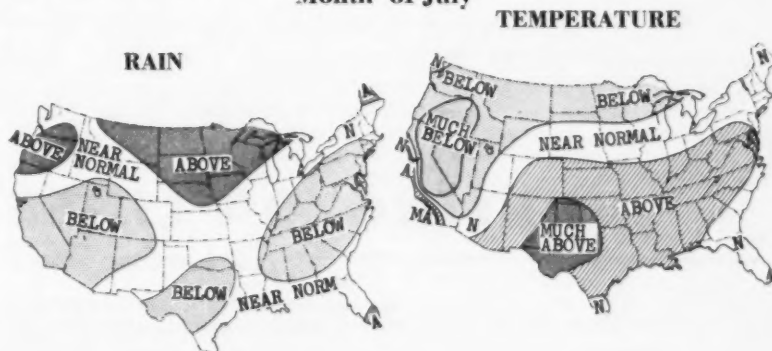 Month of July
RAIN
A
ABOVE
NEAR
NORMAL
ABOVE
N
BELOW
BELOW
BELOW
NEAR NORM
A
TEMPERATURE
N
BELOW
BELOW
N
MUCH
BELOW
NEAR NORMAL
N
A
MA
N
ABOVE
MUCH
ABOVE
N
N